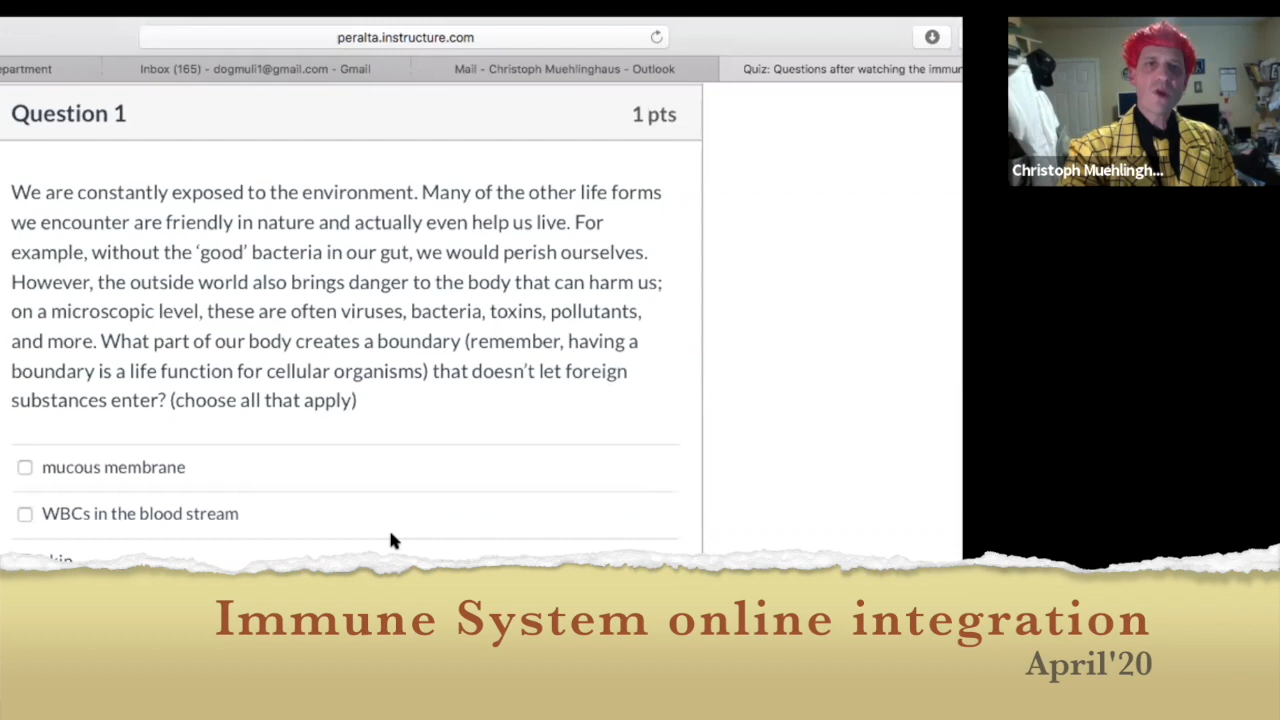 peralta.instructure.com
epartment
Inbox (165) - dogmuli1@gmail.com - Gmail
Mail - Christoph Muehlinghaus - Outlook
Quiz: Questions after watching the immun
Question 1
1 pts
We are constantly exposed to the environment. Many of the other life forms
we encounter are friendly in nature and actually even help us live. For
example, without the ‘good’ bacteria in our gut, we would perish ourselves.
However, the outside world also brings danger to the body that can harm us;
on a microscopic level, these are often viruses, bacteria, toxins, pollutants,
and more. What part of our body creates a boundary (remember, having a
boundary is a life function for cellular organisms) that doesn’t let foreign
substances enter? (choose all that apply)
mucous membrane
WBCs in the blood stream
Christoph Muehlingh...
Immune System online integration
April'20